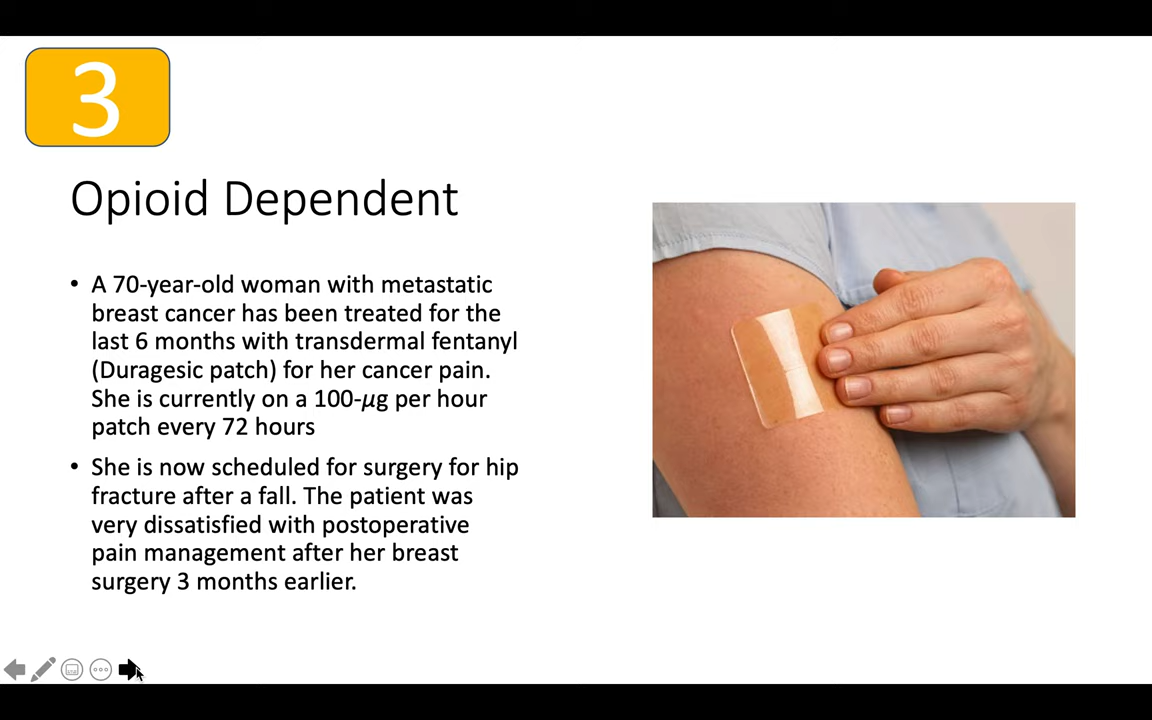 3
Opioid Dependent
• A 70-year-old woman with metastatic
breast cancer has been treated for the
last 6 months with transdermal fentanyl
(Duragesic patch) for her cancer pain.
She is currently on a 100-μg per hour
patch every 72 hours
• She is now scheduled for surgery for hip
fracture after a fall. The patient was
very dissatisfied with postoperative
pain management after her breast
surgery 3 months earlier.